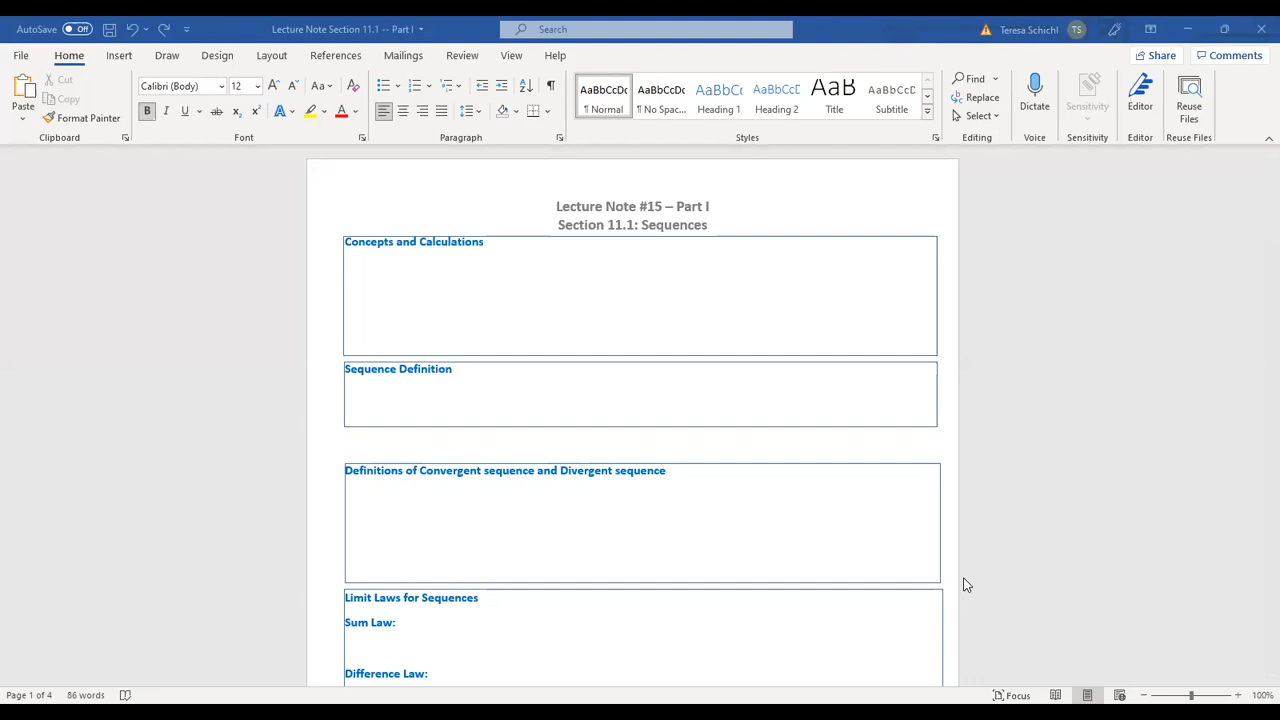 AutoSave Off Lecture Note Section 11.1 -- Part I Search Teresa Schichl TS
File Home Insert Draw Design Layout References Mailings Review View Help Share Comments
Paste Cut Copy Format Painter Clipboard
Calibri (Body) 12 Aa B I U ab x₂ x² A A Font
Paragraph
AaBbCcDc AaBbCcDc AaBbCc AaBbCcD AaB AaBbCcD
¶ Normal ¶ No Spac... Heading 1 Heading 2 Title Subtitle
Styles
Find Replace Select Editing
Dictate Voice
Sensitivity Sensitivity
Editor Editor
Reuse Files Reuse Files
Lecture Note #15 – Part I
Section 11.1: Sequences
Concepts and Calculations
Sequence Definition
Definitions of Convergent sequence and Divergent sequence
Limit Laws for Sequences
Sum Law:
Difference Law:
Page 1 of 4 86 words Focus 100%